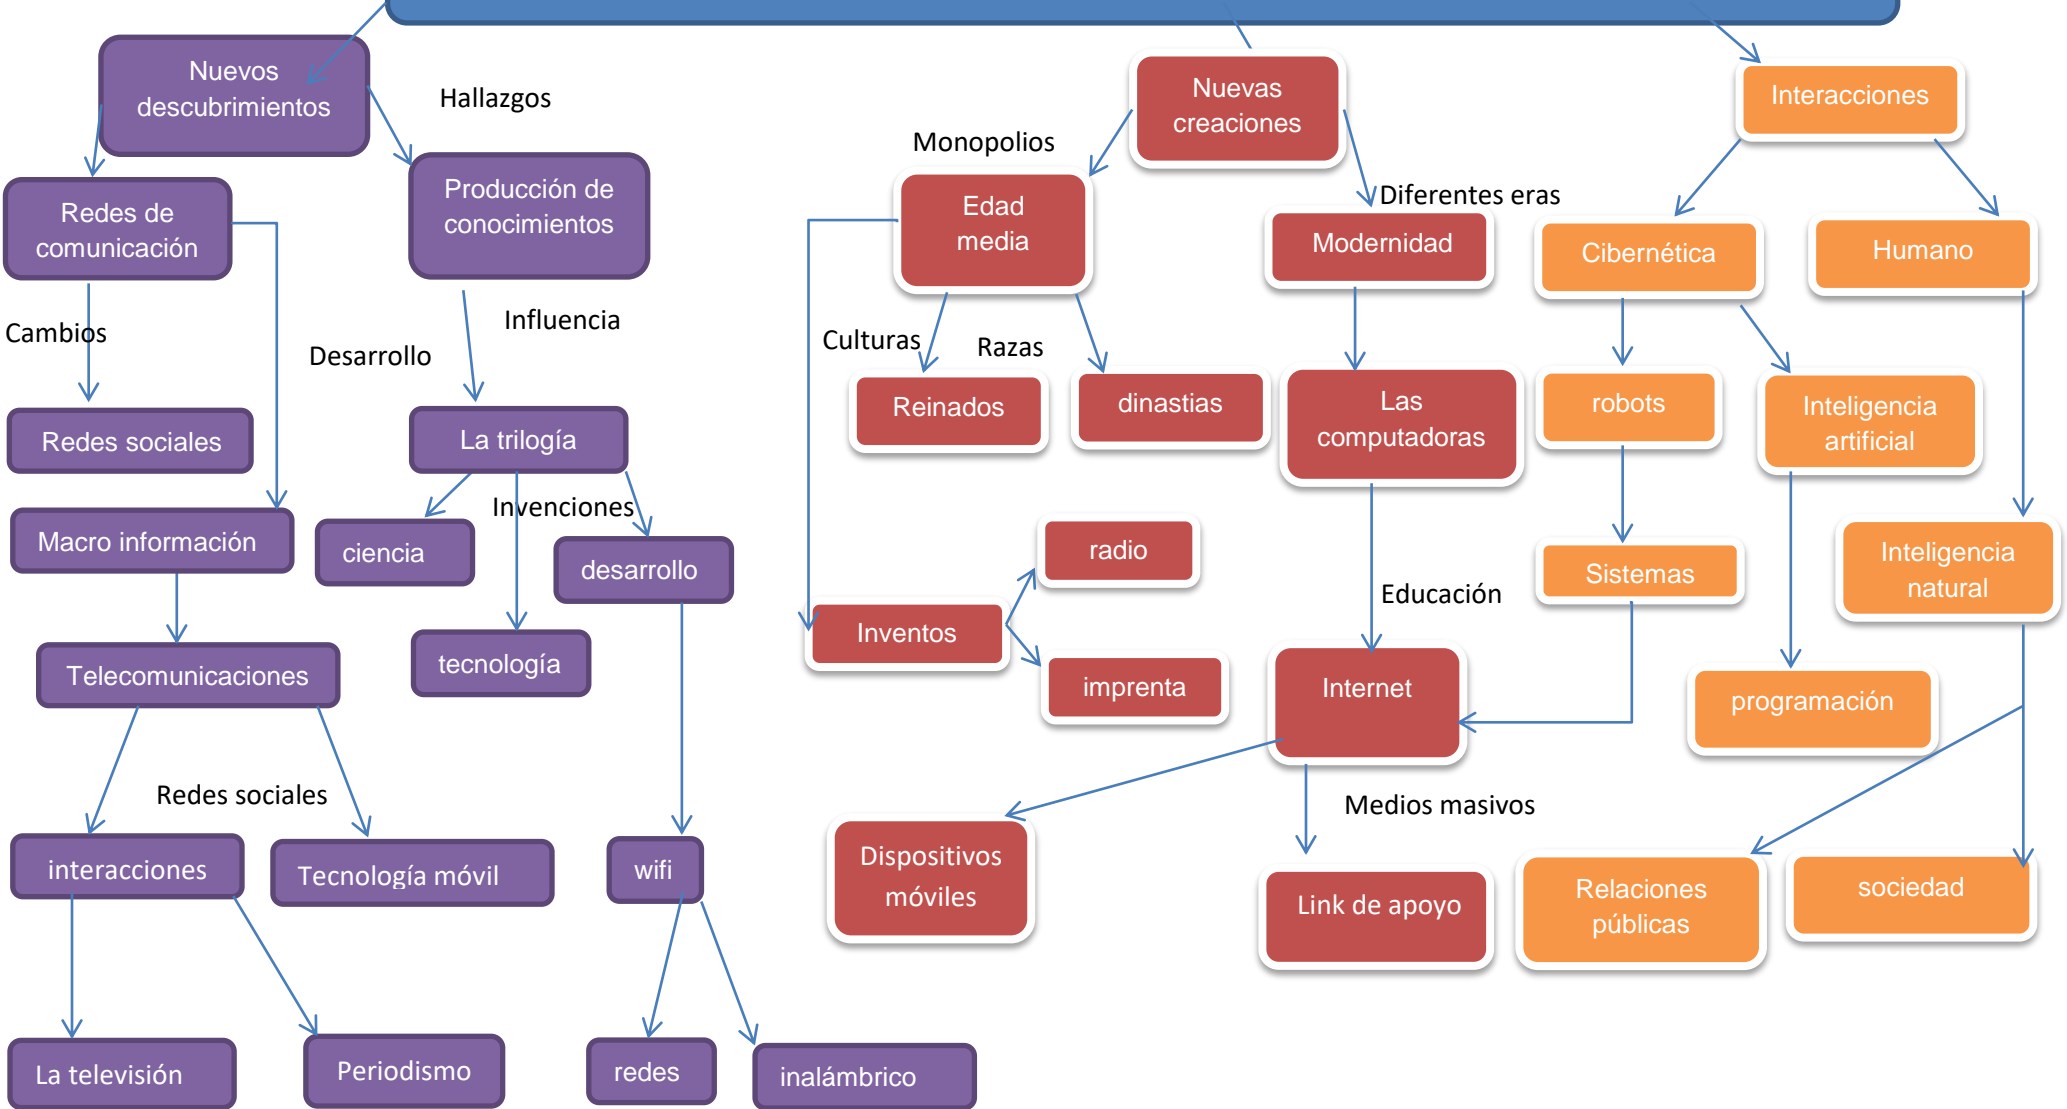 Nuevos
descubrimientos
Hallazgos
Nuevas
creaciones
Interacciones
Monopolios
Redes de
comunicación
Producción de
conocimientos
Edad
media
Diferentes eras
Modernidad
Cibernética
Humano
Cambios
Desarrollo
Influencia
Culturas
Razas
Redes sociales
La trilogía
Reinados
dinastias
Las
computadoras
robots
Inteligencia
artificial
Invenciones
Macro información
ciencia
desarrollo
radio
Educación
Sistemas
Inteligencia
natural
Telecomunicaciones
tecnología
Inventos
imprenta
Internet
programación
Redes sociales
Medios masivos
interacciones
Tecnología móvil
wifi
Dispositivos
móviles
Link de apoyo
Relaciones
públicas
sociedad
La televisión
Periodismo
redes
inalámbrico